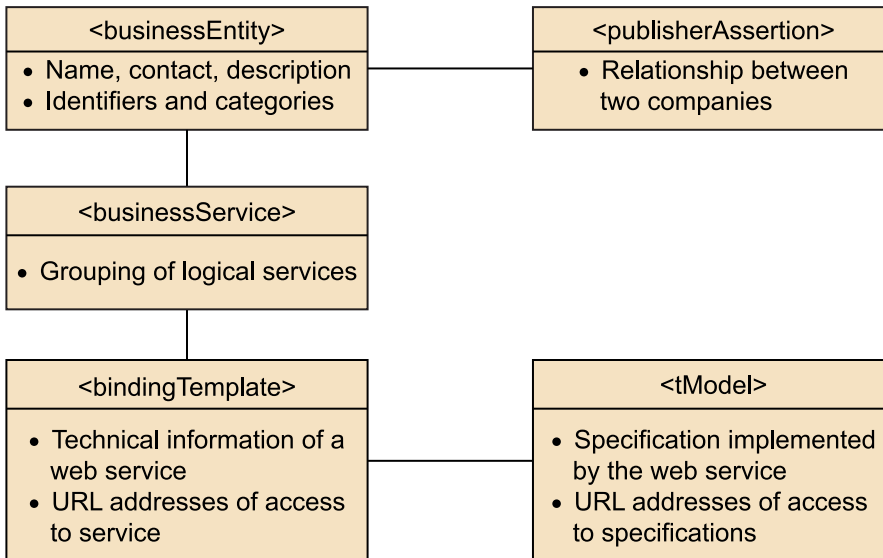 <businessEntity>
• Name, contact, description
• Identifiers and categories
<publisherAssertion>
• Relationship between
two companies
<businessService>
• Grouping of logical services
<bindingTemplate>
• Technical information of a
web service
• URL addresses of access
to service
<tModel>
• Specification implemented
by the web service
• URL addresses of access
to specifications